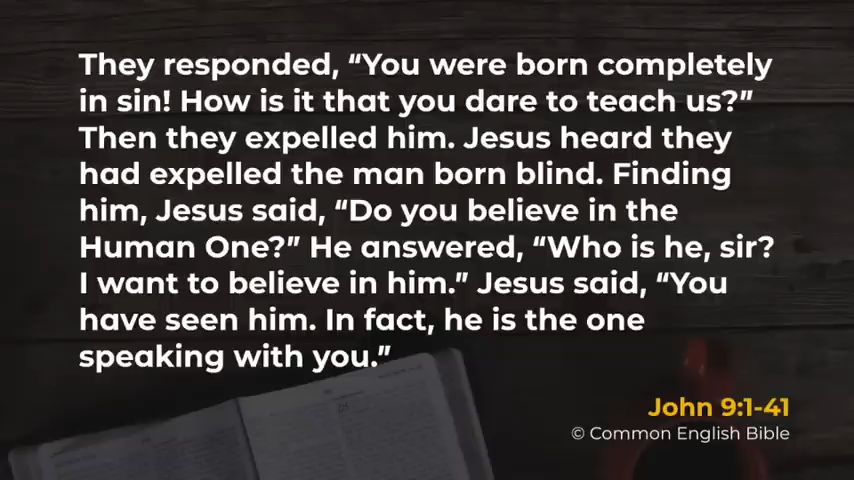 They responded, “You were born completely
in sin! How is it that you dare to teach us?”
Then they expelled him. Jesus heard they
had expelled the man born blind. Finding
him, Jesus said, “Do you believe in the
Human One?” He answered, “Who is he, sir?
I want to believe in him.” Jesus said, “You
have seen him. In fact, he is the one
speaking with you.”
John 9:1-41
© Common English Bible